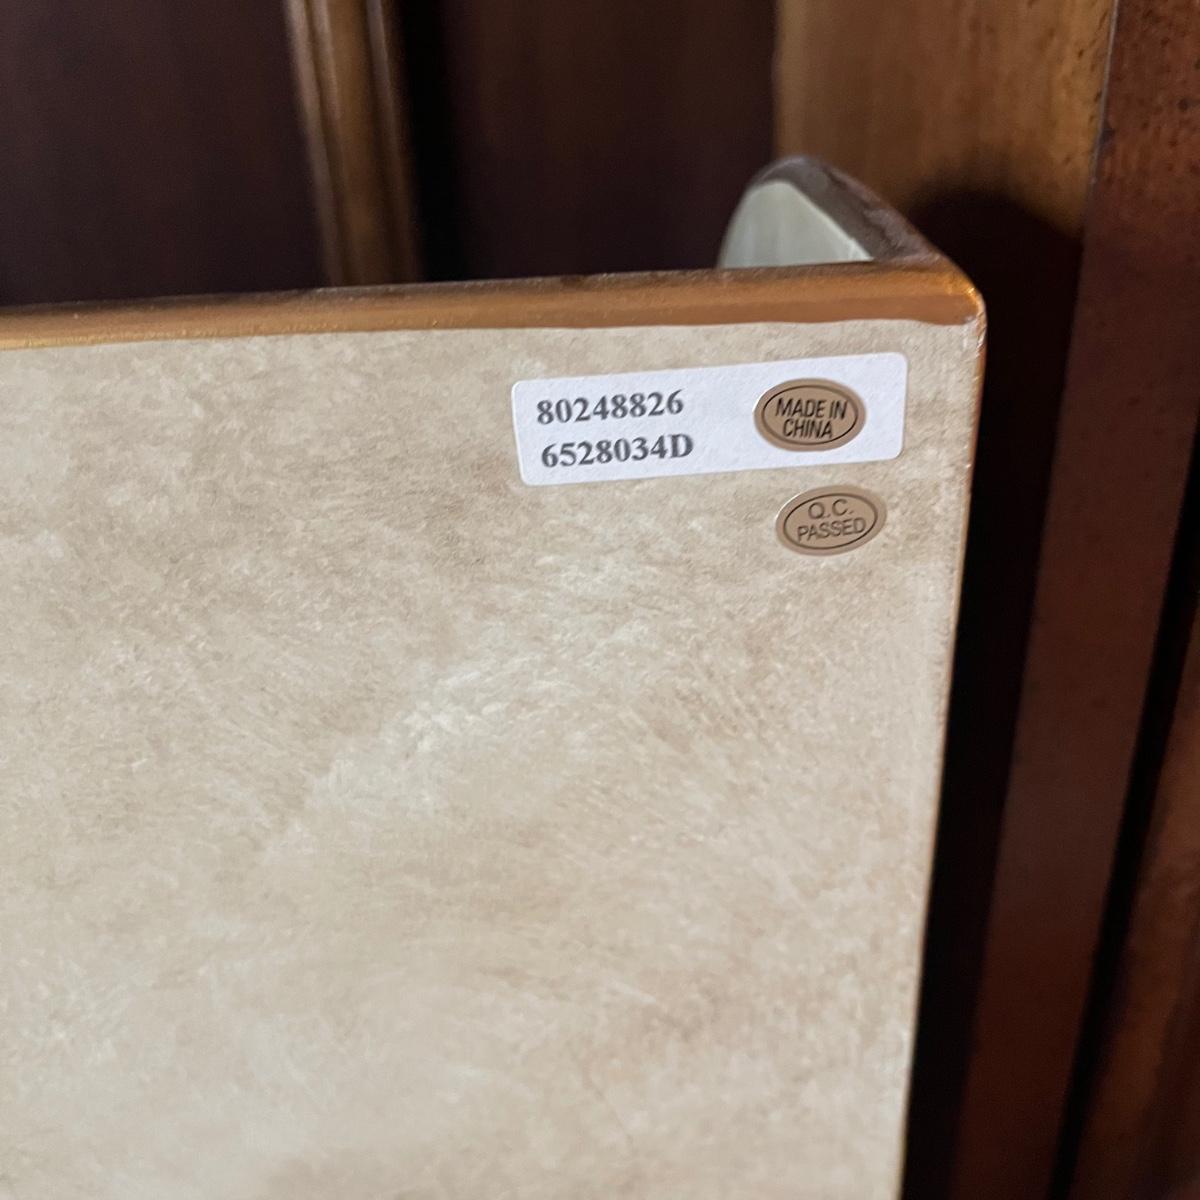 80248826
6528034D
MADE IN
CHINA
Q.C.
PASSED